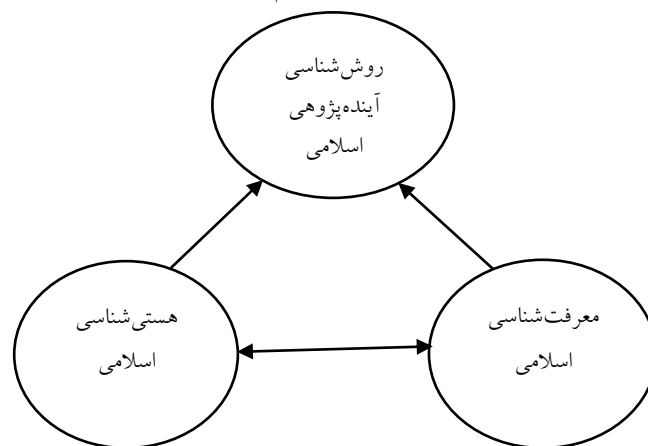 روش‌شناسی
آینده‌پژوهی
اسلامی
معرفت‌شناسی
اسلامی
هستی‌شناسی
اسلامی